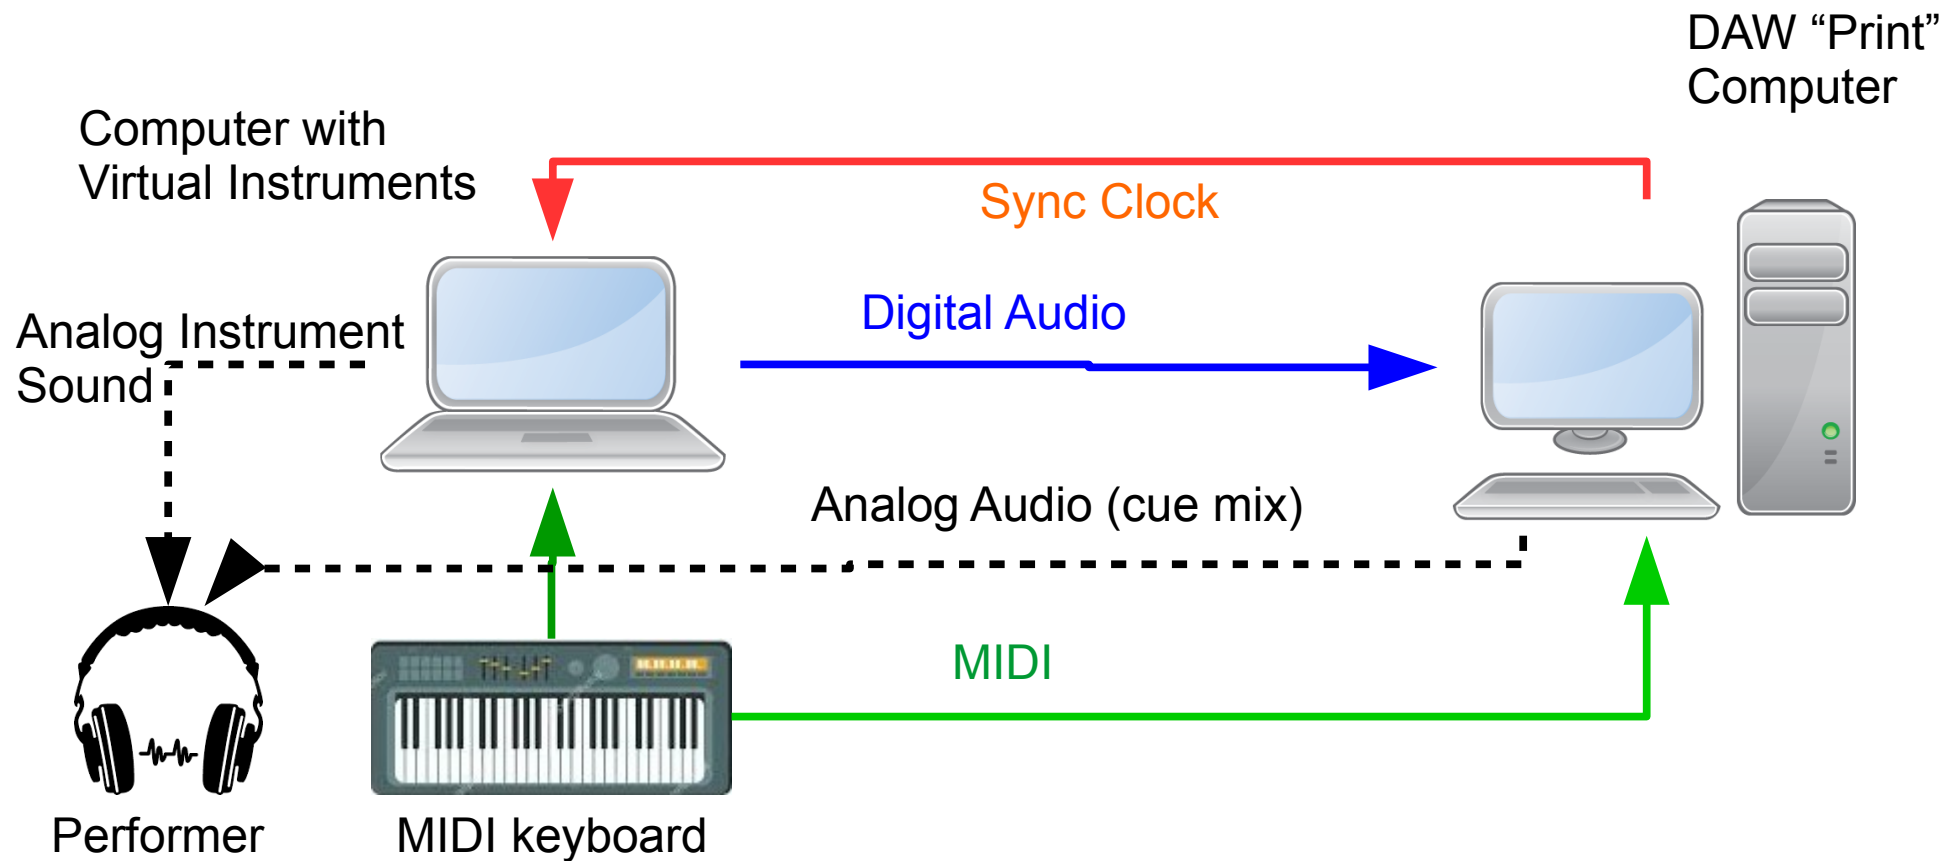 DAW “Print”
Computer
Computer with
Virtual Instruments
Sync Clock
Digital Audio
Analog Instrument
Sound
Analog Audio (cue mix)
MIDI
Performer
MIDI keyboard